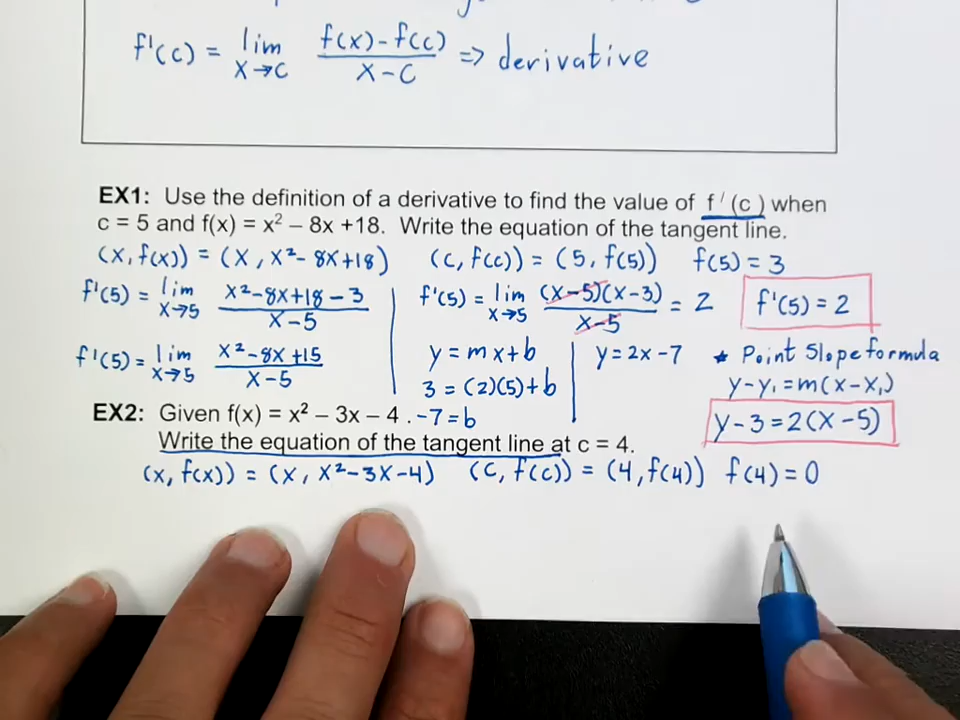 f'(c) = lim x→c (f(x) - f(c))/(x - c) ⇒ derivative
EX1: Use the definition of a derivative to find the value of f ′ (c ) when
c = 5 and f(x) = x² – 8x +18. Write the equation of the tangent line.
(x, f(x)) = (x, x² - 8x + 18) (c, f(c)) = (5, f(5)) f(5) = 3
f'(5) = lim x→5 (x² - 8x + 18 - 3)/(x - 5) f'(5) = lim x→5 ((x-5)(x-3))/(x-5) = 2 f'(5) = 2
f'(5) = lim x→5 (x² - 8x + 15)/(x - 5) y = mx + b y = 2x - 7 * Point Slope formula
3 = (2)(5) + b y - y₁ = m(x - x₁)
EX2: Given f(x) = x² – 3x – 4 . -7 = b y - 3 = 2(x - 5)
Write the equation of the tangent line at c = 4.
(x, f(x)) = (x, x² - 3x - 4) (c, f(c)) = (4, f(4)) f(4) = 0